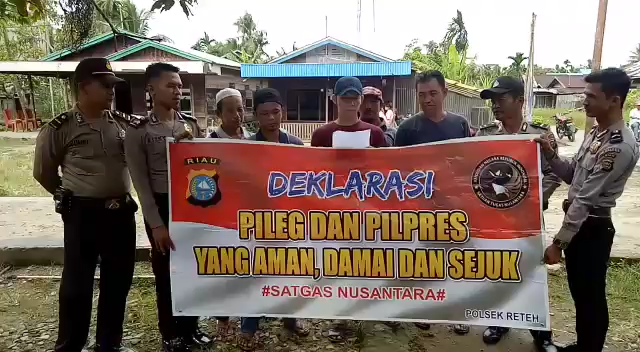 RIAU
DEKLARASI
PILEG DAN PILPRES
YANG AMAN, DAMAI DAN SEJUK
#SATGAS NUSANTARA#
POLSEK RETEH